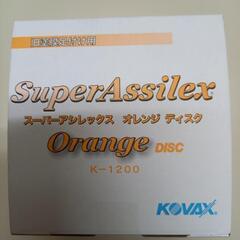 SuperAssilex
スーパーアシレックス オレンジ ディスク
Orange DISC
K-1200
KOVAX